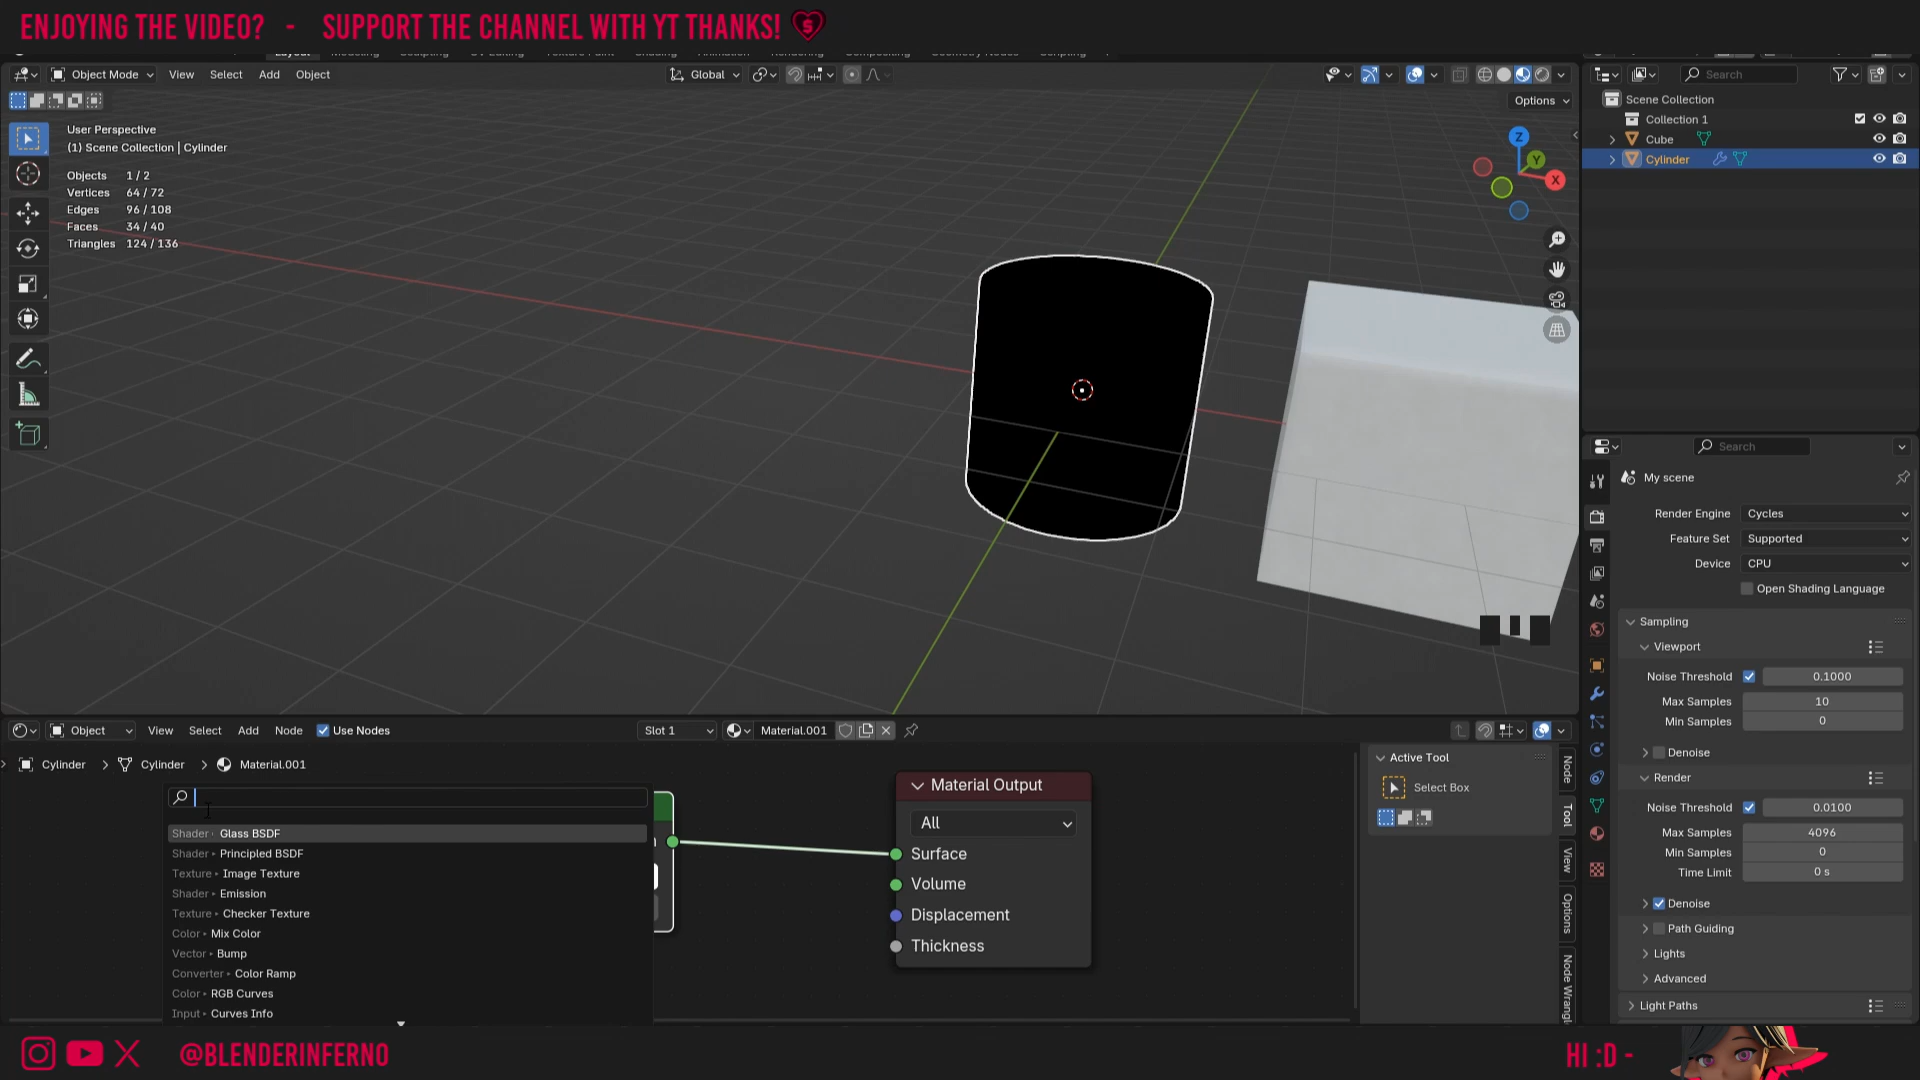 ENJOYING THE VIDEO? - SUPPORT THE CHANNEL WITH YT THANKS!
Object Mode View Select Add Object Global Search
Options
User Perspective
(1) Scene Collection | Cylinder
Objects 1 / 2
Vertices 64 / 72
Edges 96 / 108
Faces 34 / 40
Triangles 124 / 136
Z
Y
X
Scene Collection
Collection 1
Cube
Cylinder
Search
My scene
Render Engine Cycles
Feature Set Supported
Device CPU
Open Shading Language
Sampling
Viewport
Noise Threshold 0.1000
Max Samples 10
Min Samples 0
Denoise
Render
Noise Threshold 0.0100
Max Samples 4096
Min Samples 0
Time Limit 0 s
Denoise
Path Guiding
Lights
Advanced
Light Paths
Object View Select Add Node Use Nodes Slot 1 Material.001
Cylinder > Cylinder > Material.001
Shader Glass BSDF
Shader Principled BSDF
Texture Image Texture
Shader Emission
Texture Checker Texture
Color Mix Color
Vector Bump
Converter Color Ramp
Color RGB Curves
Input Curves Info
Material Output
All
Surface
Volume
Displacement
Thickness
Active Tool
Select Box
Node
Tool
View
Options
Node Wrangl
@BLENDERINFERNO
HI :D -